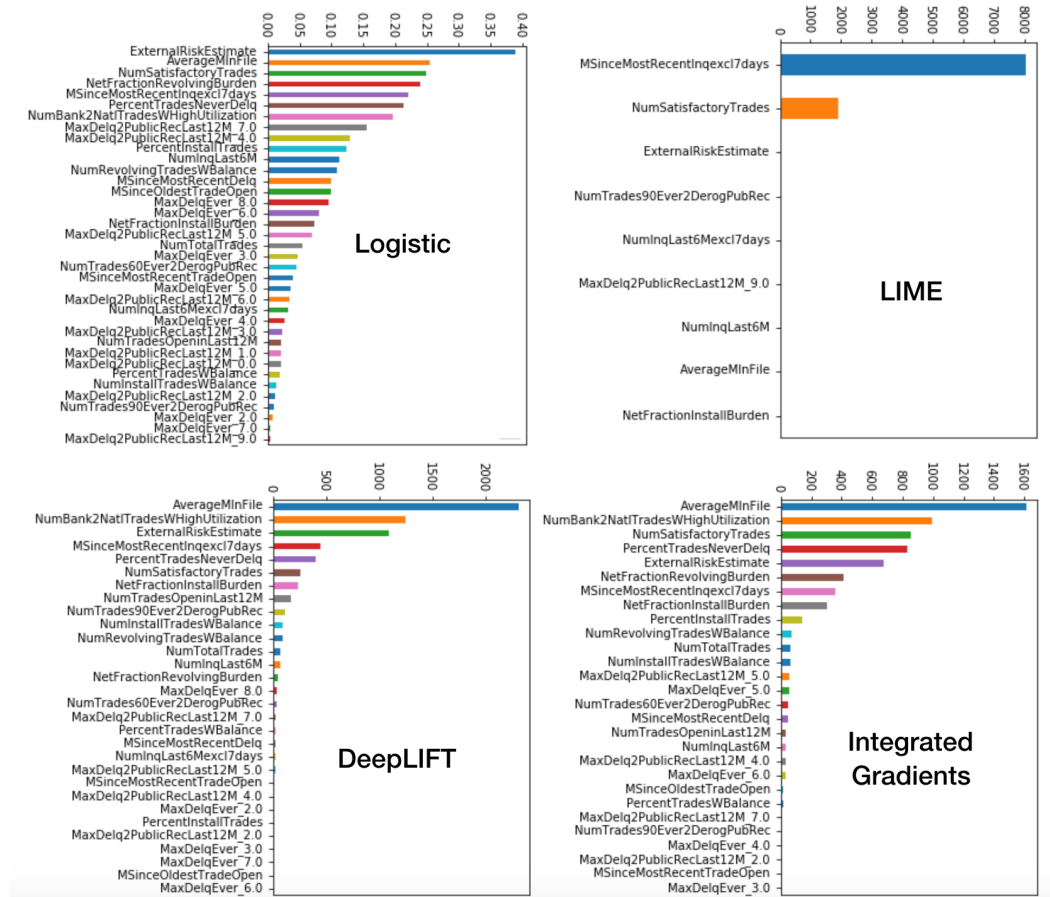 0.00 0.05 0.10 0.15 0.20 0.25 0.30 0.35 0.40
ExternalRiskEstimate
AverageMInFile
NumSatisfactoryTrades
NetFractionRevolvingBurden
MSinceMostRecentInqexcl7days
PercentTradesNeverDelq
NumBank2NatlTradesWHighUtilization
MaxDelq2PublicRecLast12M_7.0
MaxDelq2PublicRecLast12M_4.0
PercentInstallTrades
NumInqLast6M
NumRevolvingTradesWBalance
MSinceMostRecentDelq
MSinceOldestTradeOpen
MaxDelqEver_8.0
MaxDelqEver_6.0
NetFractionInstallBurden
MaxDelq2PublicRecLast12M_5.0
NumTotalTrades
MaxDelqEver_3.0
NumTrades60Ever2DerogPubRec
MSinceMostRecentTradeOpen
MaxDelqEver_5.0
MaxDelq2PublicRecLast12M_6.0
NumInqLast6Mexcl7days
MaxDelqEver_4.0
MaxDelq2PublicRecLast12M_3.0
NumTradesOpeninLast12M
MaxDelq2PublicRecLast12M_1.0
MaxDelq2PublicRecLast12M_0.0
PercentTradesWBalance
NumInstallTradesWBalance
MaxDelq2PublicRecLast12M_2.0
NumTrades90Ever2DerogPubRec
MaxDelqEver_2.0
MaxDelqEver_7.0
MaxDelq2PublicRecLast12M_9.0
Logistic
0 1000 2000 3000 4000 5000 6000 7000 8000
MSinceMostRecentInqexcl7days
NumSatisfactoryTrades
ExternalRiskEstimate
NumTrades90Ever2DerogPubRec
NumInqLast6Mexcl7days
MaxDelq2PublicRecLast12M_9.0
NumInqLast6M
AverageMInFile
NetFractionInstallBurden
LIME
0 500 1000 1500 2000
AverageMInFile
NumBank2NatlTradesWHighUtilization
ExternalRiskEstimate
MSinceMostRecentInqexcl7days
PercentTradesNeverDelq
NumSatisfactoryTrades
NetFractionInstallBurden
NumTradesOpeninLast12M
NumTrades90Ever2DerogPubRec
NumInstallTradesWBalance
NumRevolvingTradesWBalance
NumTotalTrades
NumInqLast6M
NetFractionRevolvingBurden
MaxDelqEver_8.0
NumTrades60Ever2DerogPubRec
MaxDelq2PublicRecLast12M_7.0
PercentTradesWBalance
MSinceMostRecentDelq
NumInqLast6Mexcl7days
MaxDelq2PublicRecLast12M_5.0
MSinceMostRecentTradeOpen
MaxDelq2PublicRecLast12M_4.0
MaxDelqEver_2.0
PercentInstallTrades
MaxDelq2PublicRecLast12M_2.0
MaxDelqEver_3.0
MaxDelqEver_7.0
MSinceOldestTradeOpen
MaxDelqEver_6.0
DeepLIFT
0 200 400 600 800 1000 1200 1400 1600
AverageMInFile
NumBank2NatlTradesWHighUtilization
NumSatisfactoryTrades
PercentTradesNeverDelq
ExternalRiskEstimate
NetFractionRevolvingBurden
MSinceMostRecentInqexcl7days
NetFractionInstallBurden
PercentInstallTrades
NumRevolvingTradesWBalance
NumTotalTrades
NumInstallTradesWBalance
MaxDelq2PublicRecLast12M_5.0
MaxDelqEver_5.0
NumTrades60Ever2DerogPubRec
MSinceMostRecentDelq
NumTradesOpeninLast12M
NumInqLast6M
MaxDelq2PublicRecLast12M_4.0
MaxDelqEver_6.0
MSinceOldestTradeOpen
PercentTradesWBalance
MaxDelq2PublicRecLast12M_7.0
NumTrades90Ever2DerogPubRec
MaxDelqEver_4.0
MaxDelq2PublicRecLast12M_2.0
MSinceMostRecentTradeOpen
MaxDelqEver_3.0
Integrated
Gradients